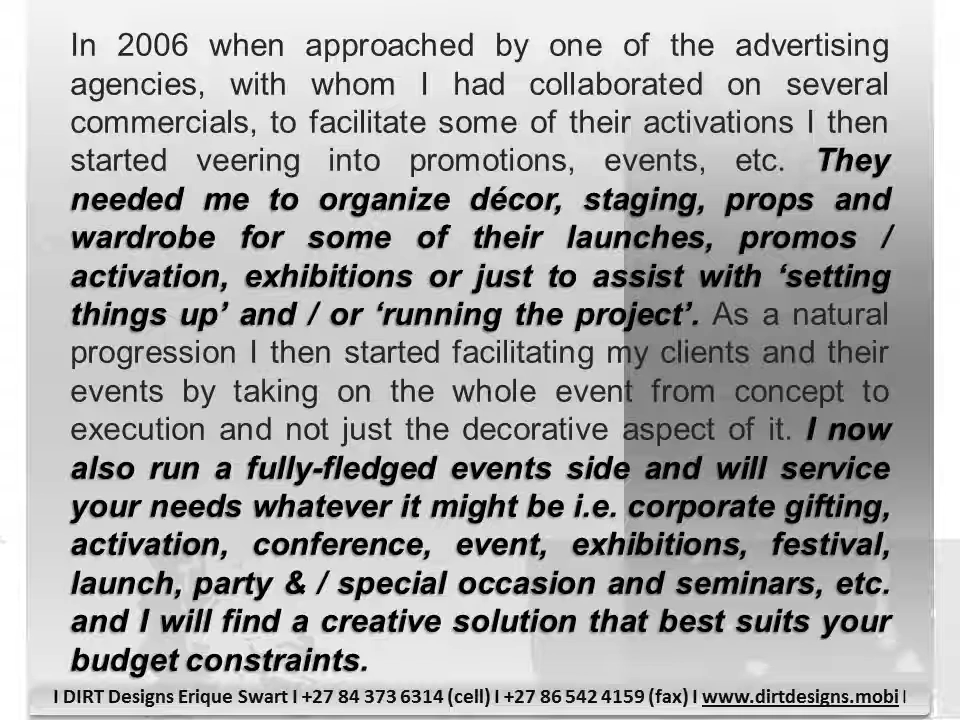 In 2006 when approached by one of the advertising
agencies, with whom I had collaborated on several
commercials, to facilitate some of their activations I then
started veering into promotions, events, etc. They
needed me to organize décor, staging, props and
wardrobe for some of their launches, promos /
activation, exhibitions or just to assist with ‘setting
things up’ and / or ‘running the project’. As a natural
progression I then started facilitating my clients and their
events by taking on the whole event from concept to
execution and not just the decorative aspect of it. I now
also run a fully-fledged events side and will service
your needs whatever it might be i.e. corporate gifting,
activation, conference, event, exhibitions, festival,
launch, party & / special occasion and seminars, etc.
and I will find a creative solution that best suits your
budget constraints.
I DIRT Designs Erique Swart I +27 84 373 6314 (cell) I +27 86 542 4159 (fax) I www.dirtdesigns.mobi I